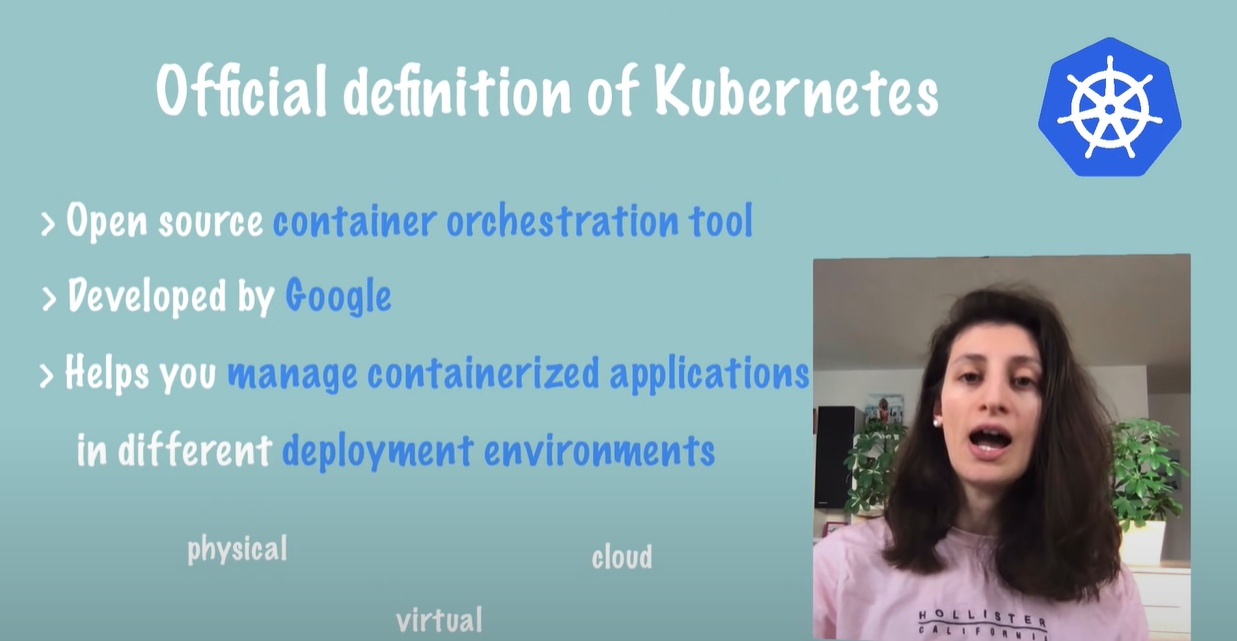 Official definition of Kubernetes
> Open source container orchestration tool
> Developed by Google
> Helps you manage containerized applications
in different deployment environments
physical
cloud
virtual
HOLLISTER
CALIFORNIA